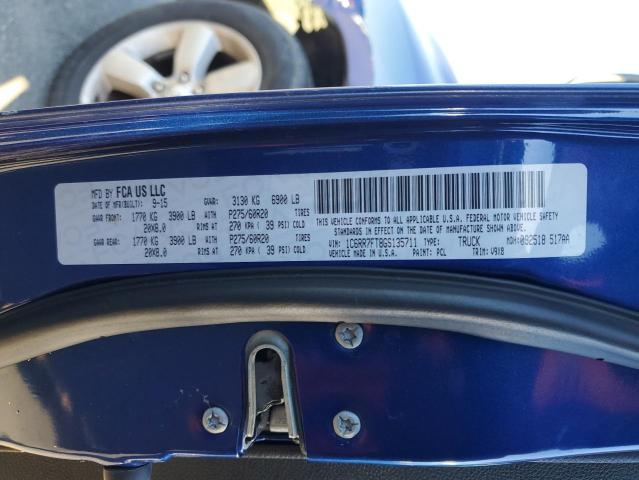 MFD BY FCA US LLC
DATE OF MFR(BUILT): 9-15 GVWR: 3130 KG 6900 LB
GAWR FRONT: 1770 KG 3900 LB WITH P275/60R20 TIRES
20X8.0 RIMS AT 270 KPA ( 39 PSI) COLD
GAWR REAR: 1770 KG 3900 LB WITH P275/60R20 TIRES
20X8.0 RIMS AT 270 KPA ( 39 PSI) COLD
THIS VEHICLE CONFORMS TO ALL APPLICABLE U.S.A. FEDERAL MOTOR VEHICLE SAFETY
STANDARDS IN EFFECT ON THE DATE OF MANUFACTURE SHOWN ABOVE.
VIN: 1C6RR7FT8GS135711 TYPE: TRUCK MDH:092518 517AA
VEHICLE MADE IN U.S.A. PAINT: PCL TRIM: V9X8